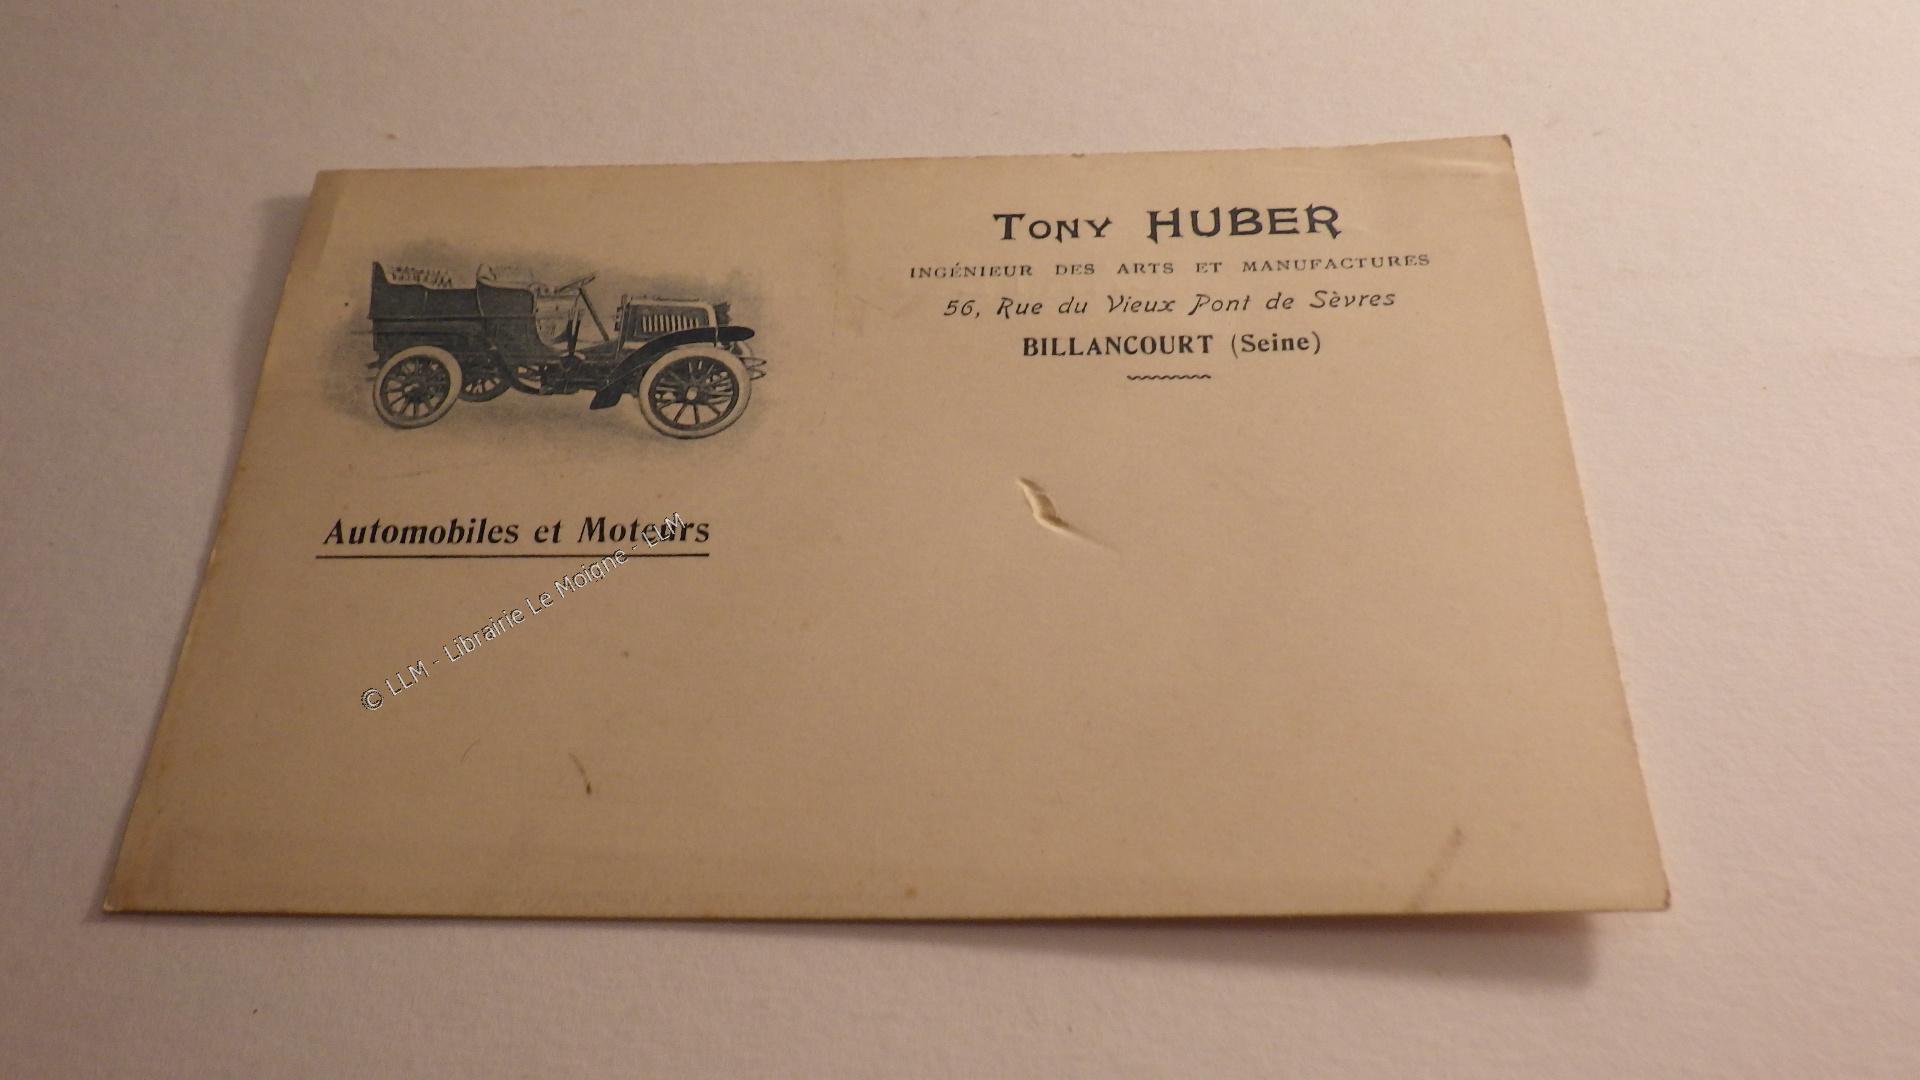 Tony HUBER
INGÉNIEUR DES ARTS ET MANUFACTURES
56, Rue du Vieux Pont de Sèvres
BILLANCOURT (Seine)
Automobiles et Moteurs
© LLM - Librairie Le Moigne - LLM